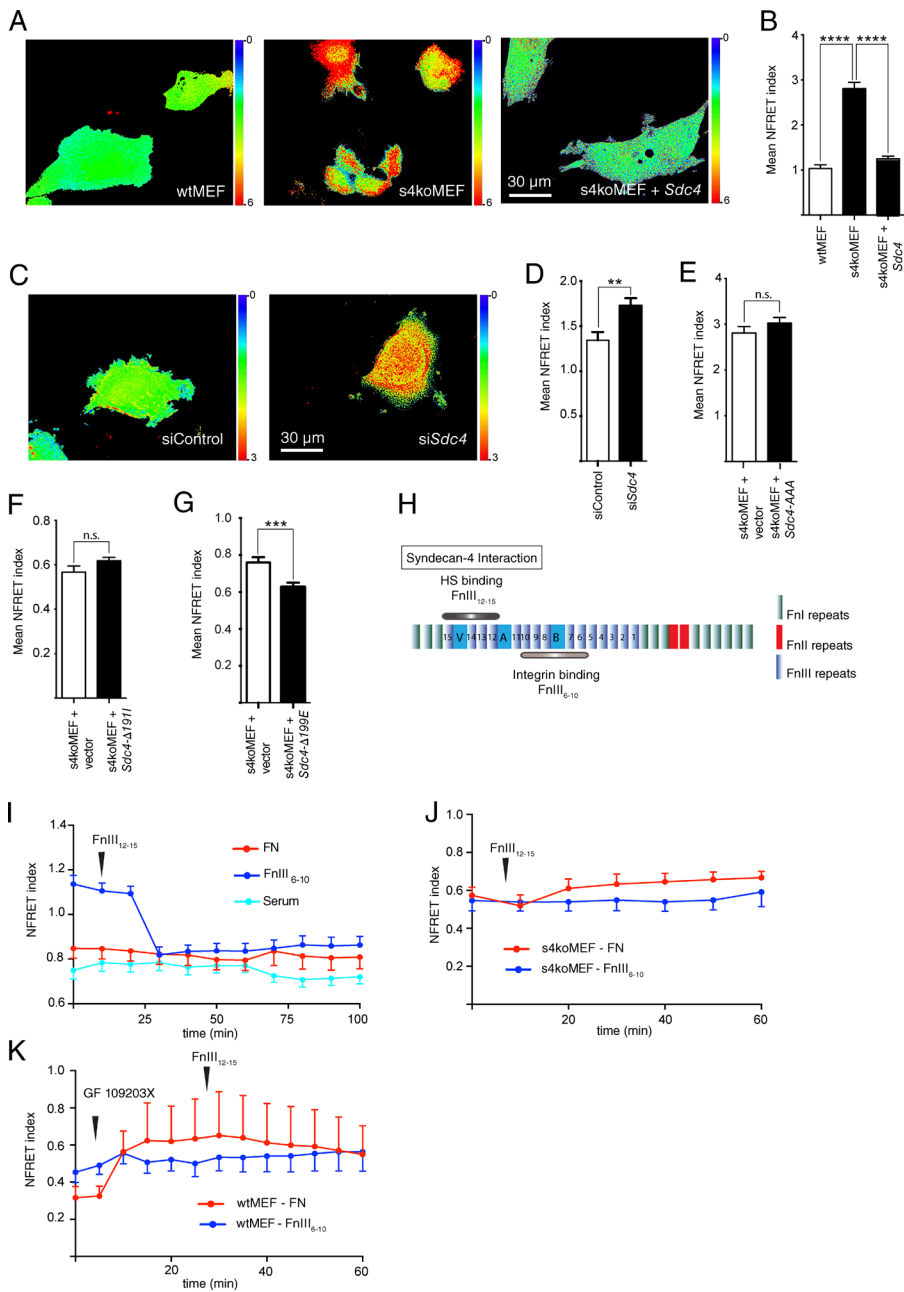 A
0
6
wtMEF
0
6
s4koMEF
0
6
30 µm
s4koMEF + Sdc4
B
Mean NFRET index
4
3
2
1
0
****
****
wtMEF
s4koMEF
s4koMEF + Sdc4
C
0
3
siControl
0
3
30 µm
siSdc4
D
Mean NFRET index
2.0
1.5
1.0
0.5
0
**
siControl
siSdc4
E
Mean NFRET index
4
3
2
1
0
n.s.
s4koMEF + vector
s4koMEF + Sdc4-AAA
F
Mean NFRET index
0.8
0.6
0.4
0.2
0
n.s.
s4koMEF + vector
s4koMEF + Sdc4-Δ191I
G
Mean NFRET index
1.0
0.8
0.6
0.4
0.2
0
***
s4koMEF + vector
s4koMEF + Sdc4-Δ199E
H
Syndecan-4 Interaction
HS binding
FnIII12-15
15 V 14 13 12 A 11 10 9 8 B 7 6 5 4 3 2 1
Integrin binding
FnIII6-10
FnI repeats
FnII repeats
FnIII repeats
I
NFRET index
1.4
1.2
1.0
0.8
0.6
FnIII12-15
FN
FnIII 6-10
Serum
0 25 50 75 100
time (min)
J
NFRET index
1.0
0.8
0.6
0.4
0.2
FnIII12-15
s4koMEF - FN
s4koMEF - FnIII6-10
20 40 60
time (min)
K
NFRET index
1.0
0.8
0.6
0.4
0.2
GF 109203X
FnIII12-15
wtMEF - FN
wtMEF - FnIII6-10
20 40 60
time (min)